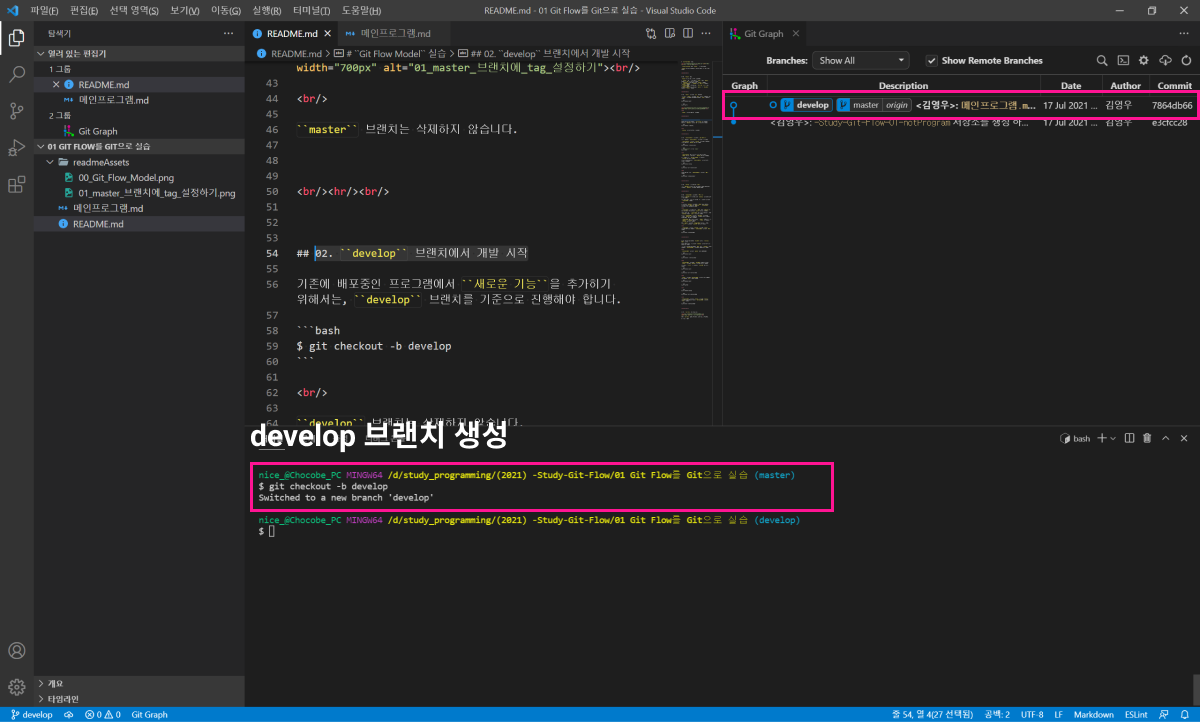 파일(F) 편집(E) 선택 영역(S) 보기(V) 이동(G) 실행(R) 터미널(T) 도움말(H)
README.md - 01 Git Flow를 Git으로 실습 - Visual Studio Code
탐색기
열려 있는 편집기
1 그룹
README.md
메인프로그램.md
2 그룹
Git Graph
01 GIT FLOW를 GIT으로 실습
readmeAssets
00_Git_Flow_Model.png
01_master_브랜치에_tag_설정하기.png
메인프로그램.md
README.md
개요
타임라인
README.md 메인프로그램.md
README.md > # ``Git Flow Model`` 실습 > ## 02. ``develop`` 브랜치에서 개발 시작
width="700px" alt="01_master_브랜치에_tag_설정하기"><br/>
43
44 <br/>
45
46 ``master`` 브랜치는 삭제하지 않습니다.
47
48
49
50 <br/><hr/><br/>
51
52
53
54 ## 02. ``develop`` 브랜치에서 개발 시작
55
56 기존에 배포중인 프로그램에서 ``새로운 기능``을 추가하기
위해서는, ``develop`` 브랜치를 기준으로 진행해야 합니다.
57
58 ```bash
59 $ git checkout -b develop
60 ```
61
62 <br/>
63
64 ``develop`` 브랜치는 삭제하지 않습니다.
Git Graph
Branches: Show All Show Remote Branches
Graph Description Date Author Commit
develop master origin <김영우>: 메인프로그램.m... 17 Jul 2021 ... 김영우 7864db66
<김영우>: -Study-Git-Flow-01-notProgram 저장소를 생성 하... 17 Jul 2021 ... 김영우 e3cfcc28
develop 브랜치 생성
bash
nice_@Chocobe_PC MINGW64 /d/study_programming/(2021) -Study-Git-Flow/01 Git Flow를 Git으로 실습 (master)
$ git checkout -b develop
Switched to a new branch 'develop'
nice_@Chocobe_PC MINGW64 /d/study_programming/(2021) -Study-Git-Flow/01 Git Flow를 Git으로 실습 (develop)
$
develop 0 0 Git Graph
줄 54, 열 4(27 선택됨) 공백: 2 UTF-8 LF Markdown ESLint